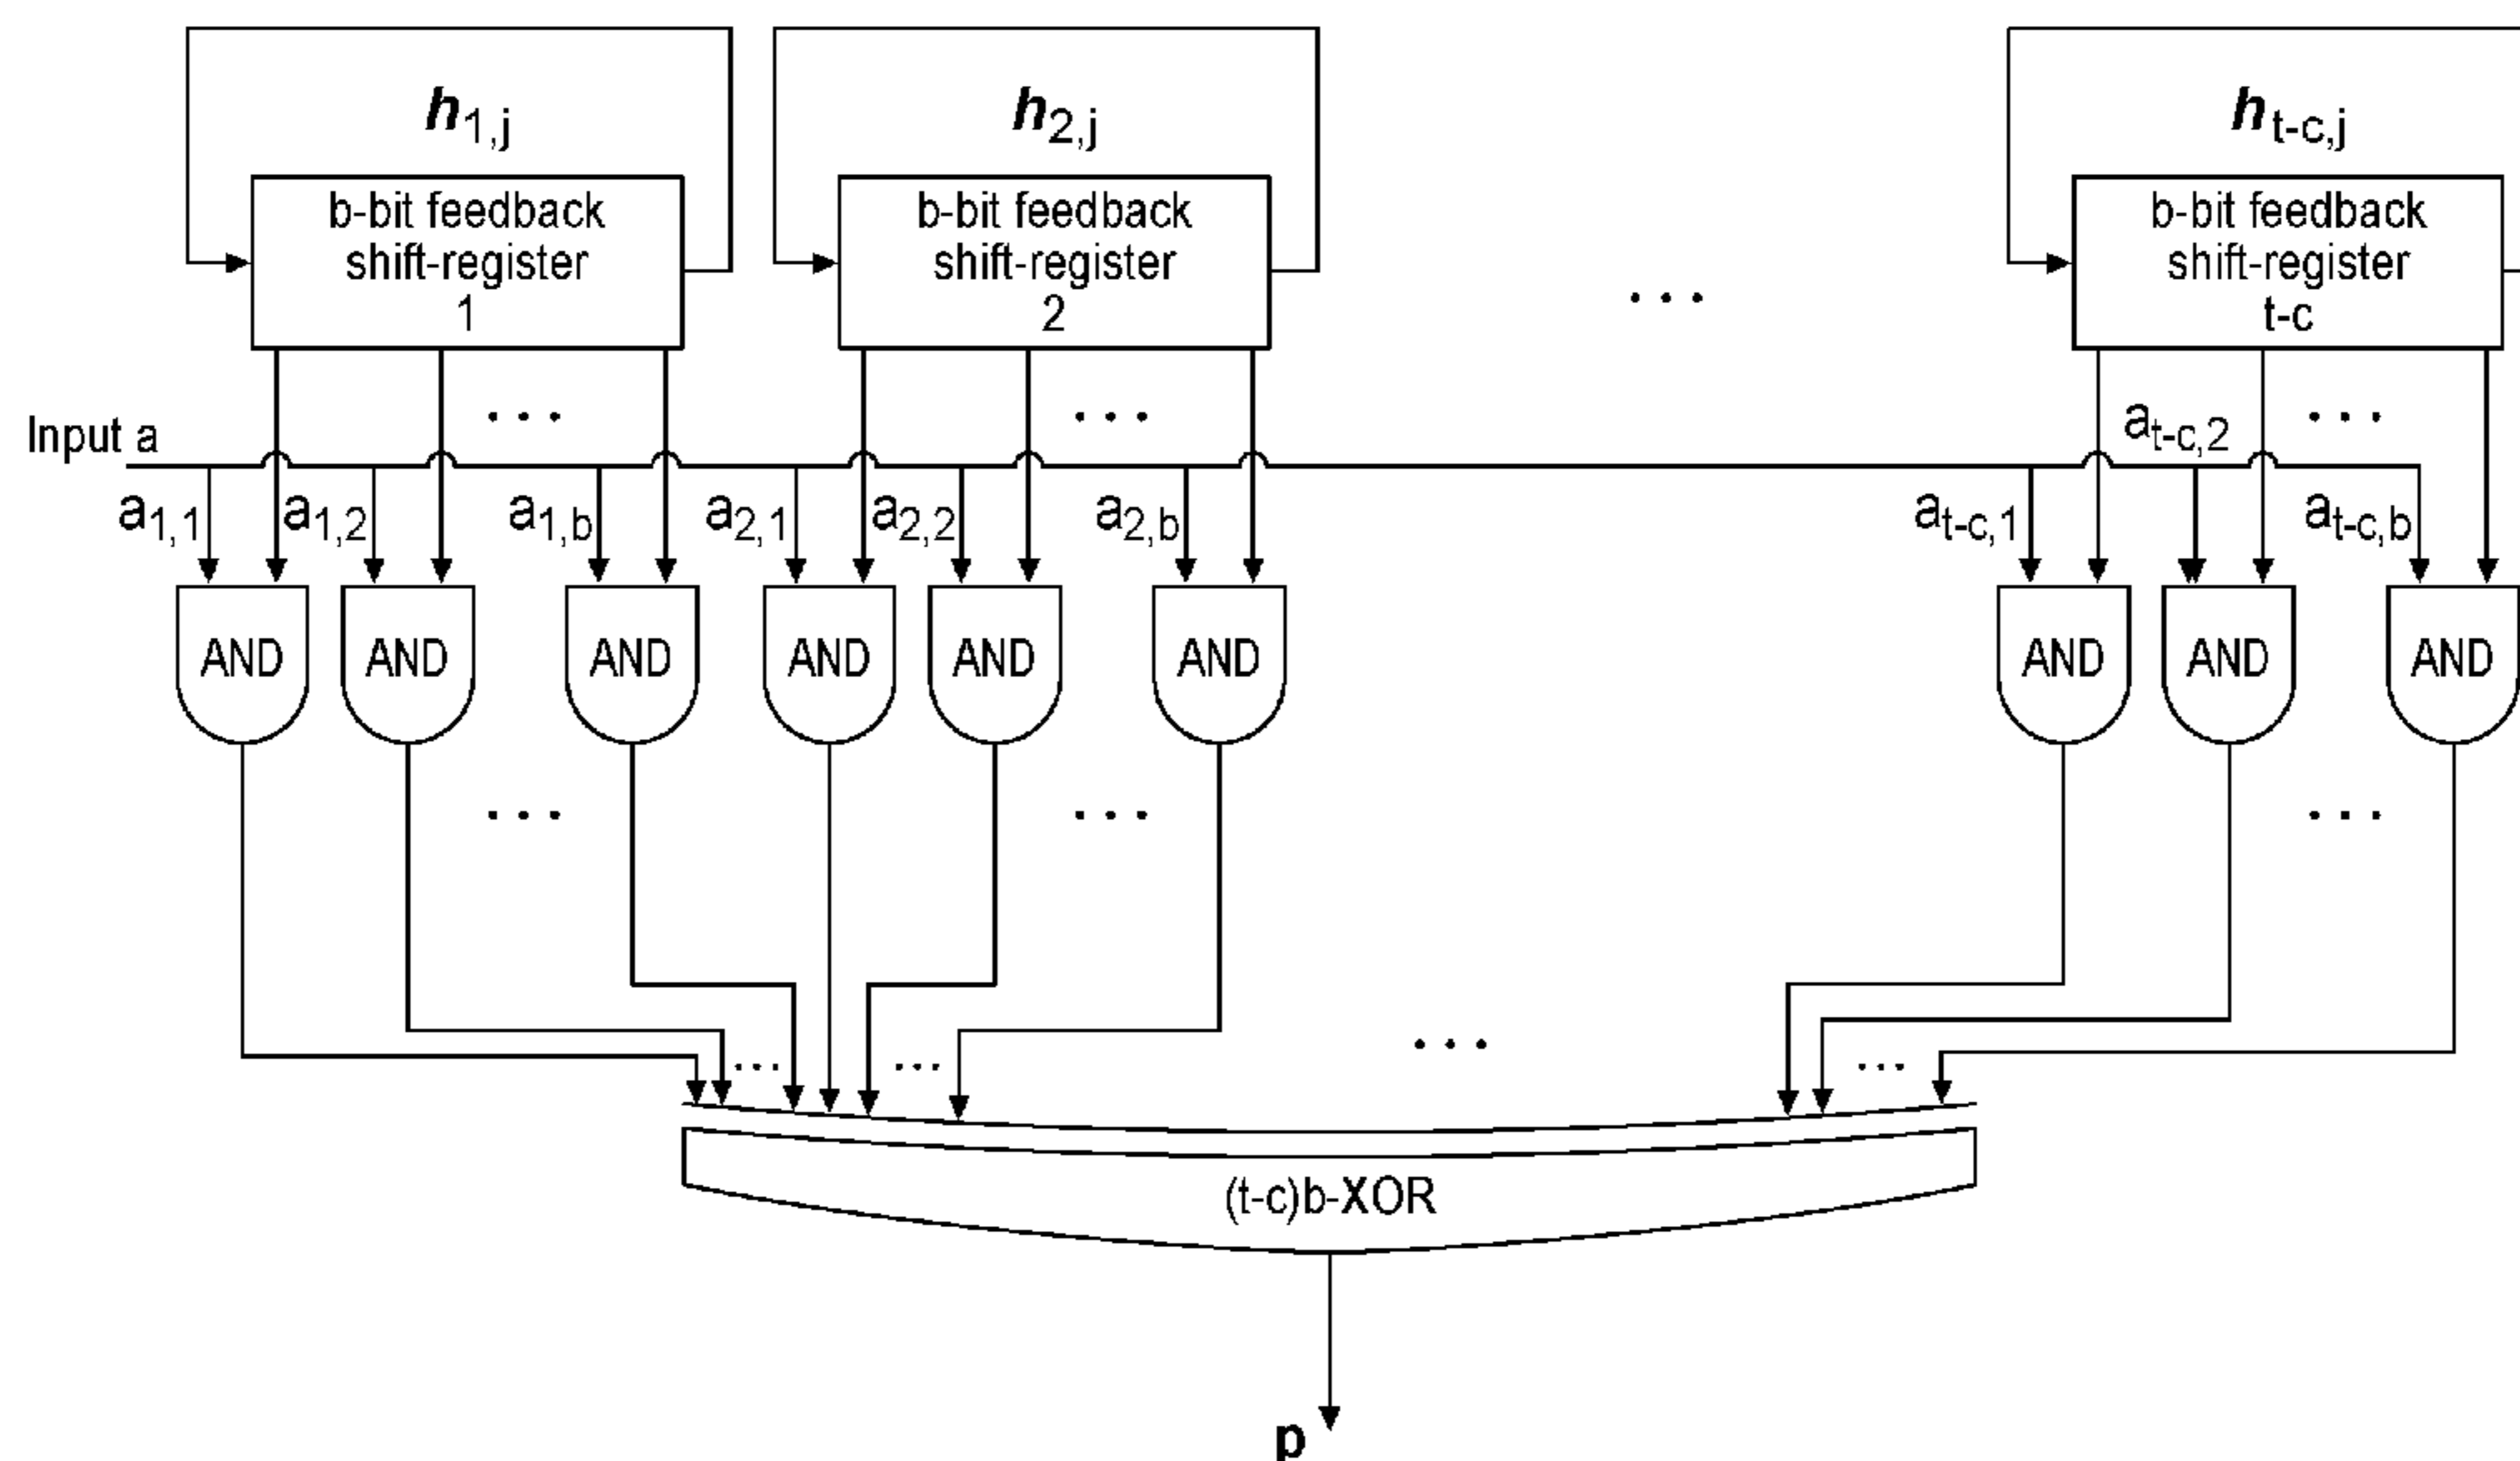 h1,j
h2,j
ht-c,j
b-bit feedback
shift-register
1
b-bit feedback
shift-register
2
...
b-bit feedback
shift-register
t-c
...
...
...
Input a
at-c,2
a1,1
a1,2
a1,b
a2,1
a2,2
a2,b
at-c,1
at-c,b
AND
AND
AND
AND
AND
AND
AND
AND
AND
...
...
...
...
...
...
...
(t-c)b-XOR
p